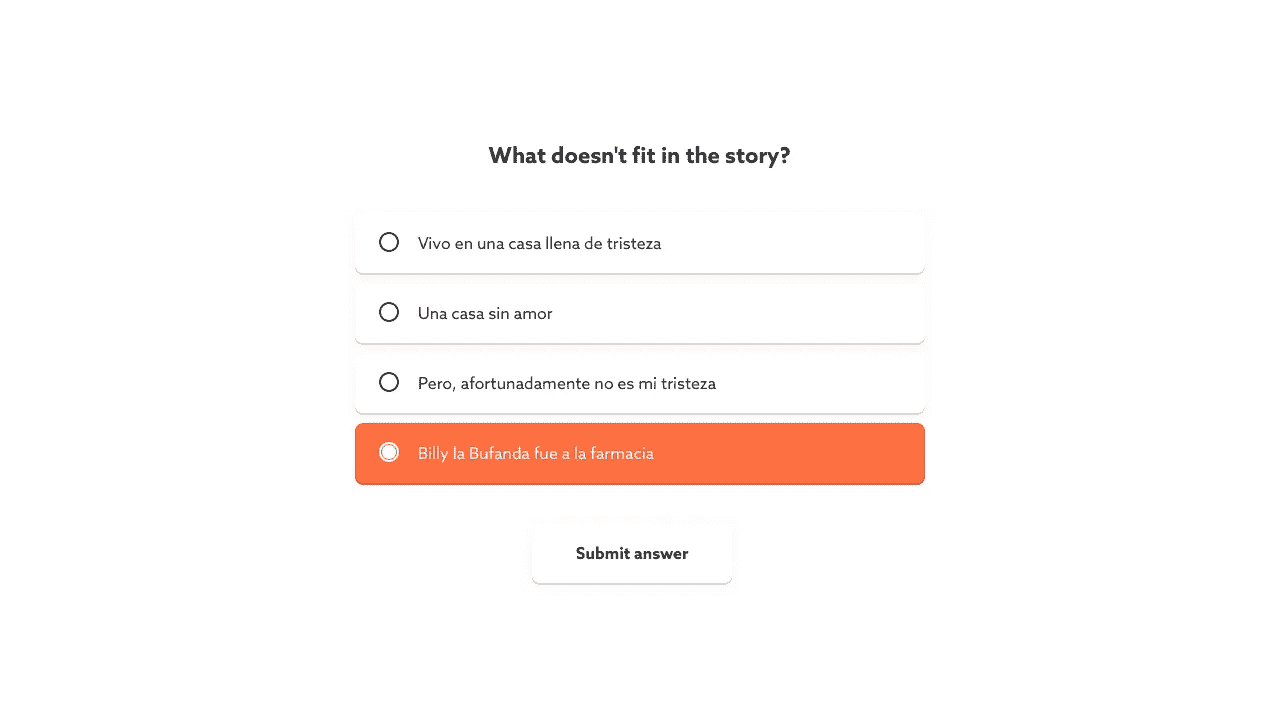 What doesn't fit in the story?
Vivo en una casa llena de tristeza
Una casa sin amor
Pero, afortunadamente no es mi tristeza
Billy la Bufanda fue a la farmacia
Submit answer